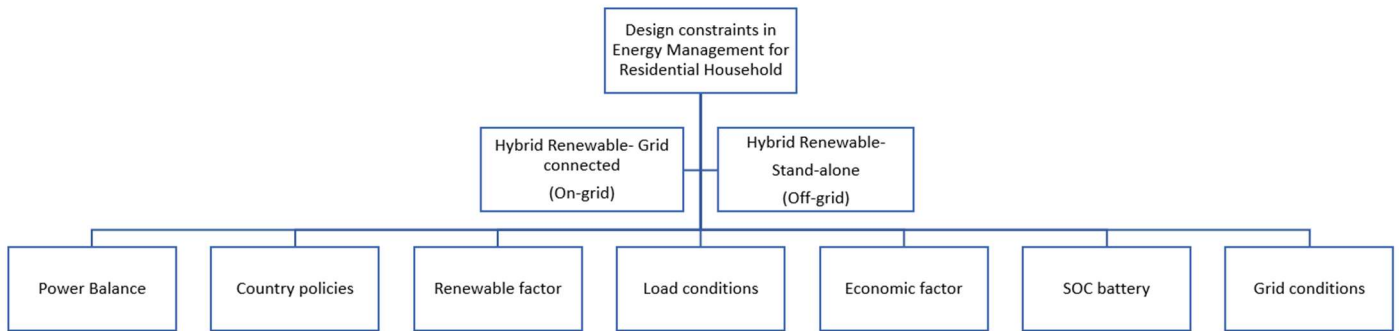 Design constraints in
Energy Management for
Residential Household
Hybrid Renewable- Grid
connected
(On-grid)
Hybrid Renewable-
Stand-alone
(Off-grid)
Power Balance
Country policies
Renewable factor
Load conditions
Economic factor
SOC battery
Grid conditions